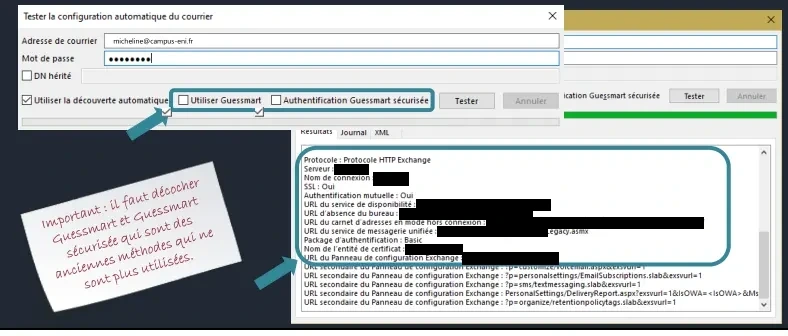 Tester la configuration automatique du courrier
Adresse de courrier
micheline@campus-eni.fr
Mot de passe
DN hérité
Utiliser la découverte automatique
Utiliser Guessmart
Authentification Guessmart sécurisée
Tester
Annuler
cation Guessmart sécurisée
Tester
Annuler
Résultats
Journal
XML
Protocole : Protocole HTTP Exchange
Serveur :
Nom de connexion :
SSL : Oui
Authentification mutuelle : Oui
URL du service de disponibilité :
URL d'absence du bureau :
URL du carnet d'adresses en mode hors connexion :
URL du service de messagerie unifiée : Legacy.asmx
Package d'authentification : Basic
Nom de l'entité de certificat :
URL du Panneau de configuration Exchange :
URL secondaire du Panneau de configuration Exchange : ?p=customize/voicemail.aspx&exsvurl=1
URL secondaire du Panneau de configuration Exchange : ?p=personalsettings/EmailSubscriptions.slab&exsvurl=1
URL secondaire du Panneau de configuration Exchange : ?p=sms/textmessaging.slab&exsvurl=1
URL secondaire du Panneau de configuration Exchange : PersonalSettings/DeliveryReport.aspx?exsvurl=1&IsOWA=<IsOWA>&Ms
URL secondaire du Panneau de configuration Exchange : ?p=organize/retentionpolicytags.slab&exsvurl=1
Important : il faut décocher
Guessmart et Guessmart
sécurisée qui sont des
anciennes méthodes qui ne
sont plus utilisées.